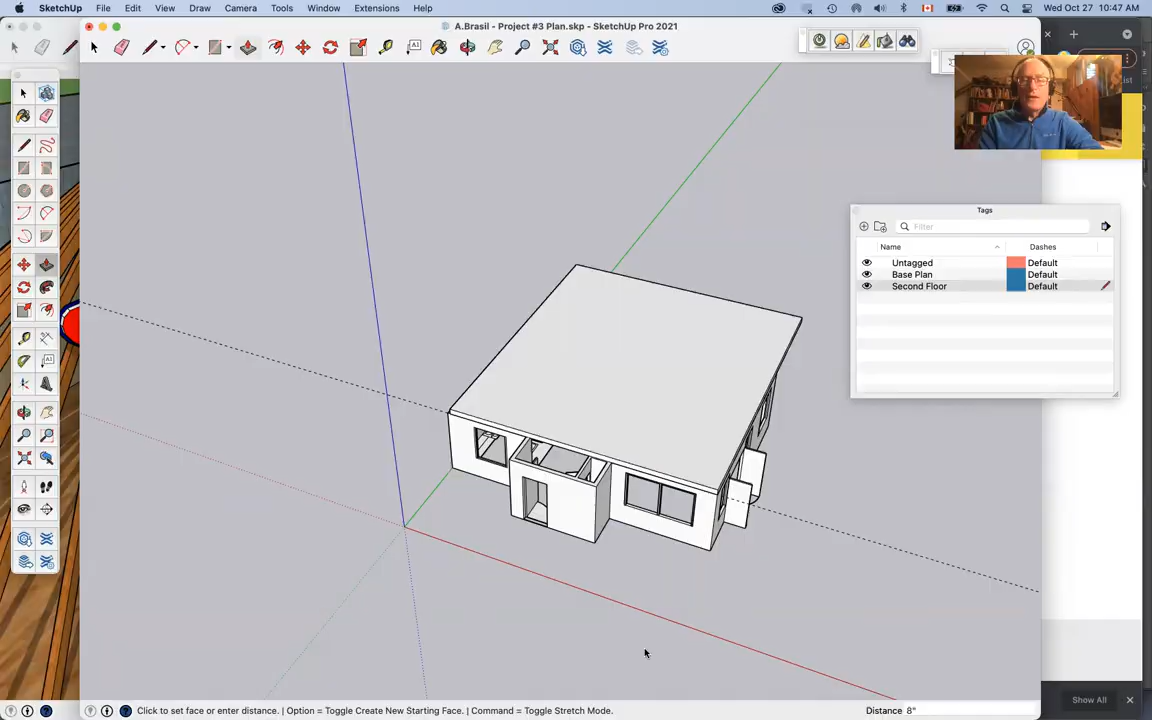 SketchUp File Edit View Draw Camera Tools Window Extensions Help Wed Oct 27 10:47 AM
A.Brasil - Project #3 Plan.skp - SketchUp Pro 2021
Tags
Filter
Name Dashes
Untagged Default
Base Plan Default
Second Floor Default
Click to set face or enter distance. | Option = Toggle Create New Starting Face. | Command = Toggle Stretch Mode. Distance 8"
Show All